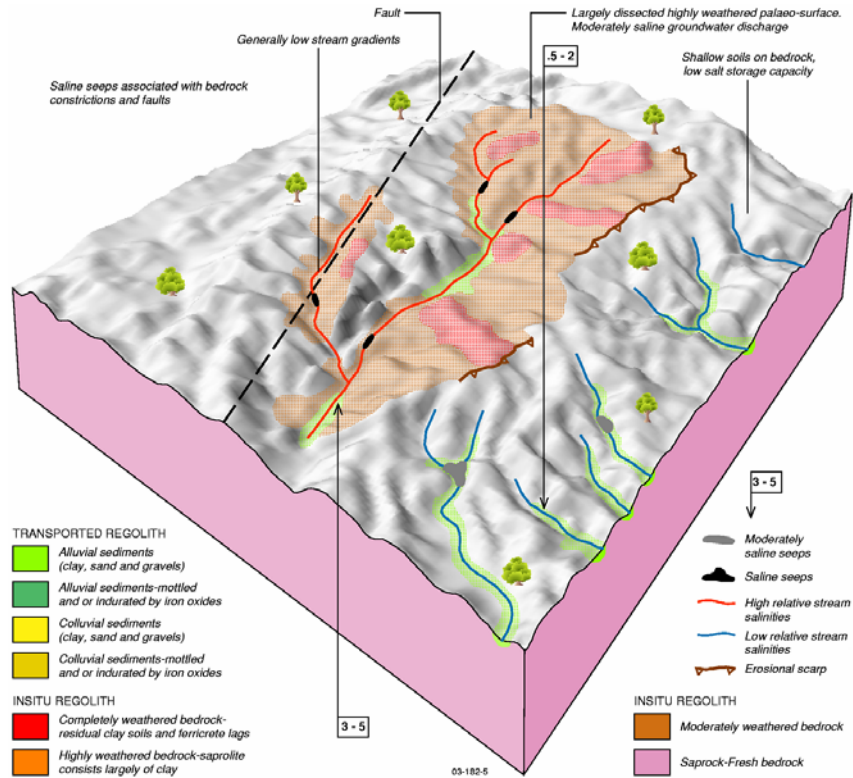 Fault
Largely dissected highly weathered palaeo-surface.
Moderately saline groundwater discharge
Generally low stream gradients
.5 - 2
Shallow soils on bedrock,
low salt storage capacity
Saline seeps associated with bedrock
constrictions and faults
3 - 5
TRANSPORTED REGOLITH
Alluvial sediments
(clay, sand and gravels)
Alluvial sediments-mottled
and or indurated by iron oxides
Colluvial sediments
(clay, sand and gravels)
Colluvial sediments-mottled
and or indurated by iron oxides
INSITU REGOLITH
Completely weathered bedrock-
residual clay soils and ferricrete lags
Highly weathered bedrock-saprolite
consists largely of clay
3 - 5
03-182-5
Moderately
saline seeps
Saline seeps
High relative stream
salinities
Low relative stream
salinities
Erosional scarp
INSITU REGOLITH
Moderately weathered bedrock
Saprock-Fresh bedrock